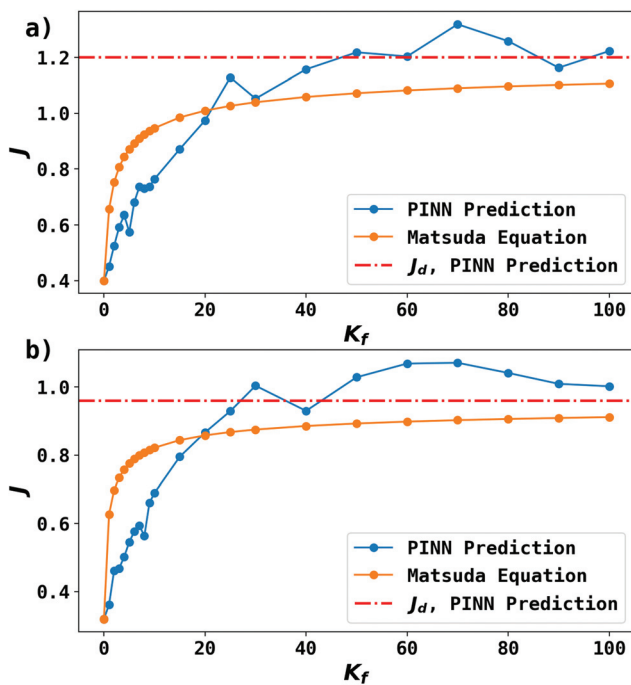 a)
1.2
1.0
0.8
0.6
0.4
J
PINN Prediction
Matsuda Equation
J_d, PINN Prediction
0 20 40 60 80 100
K_f
b)
1.0
0.8
0.6
0.4
J
PINN Prediction
Matsuda Equation
J_d, PINN Prediction
0 20 40 60 80 100
K_f